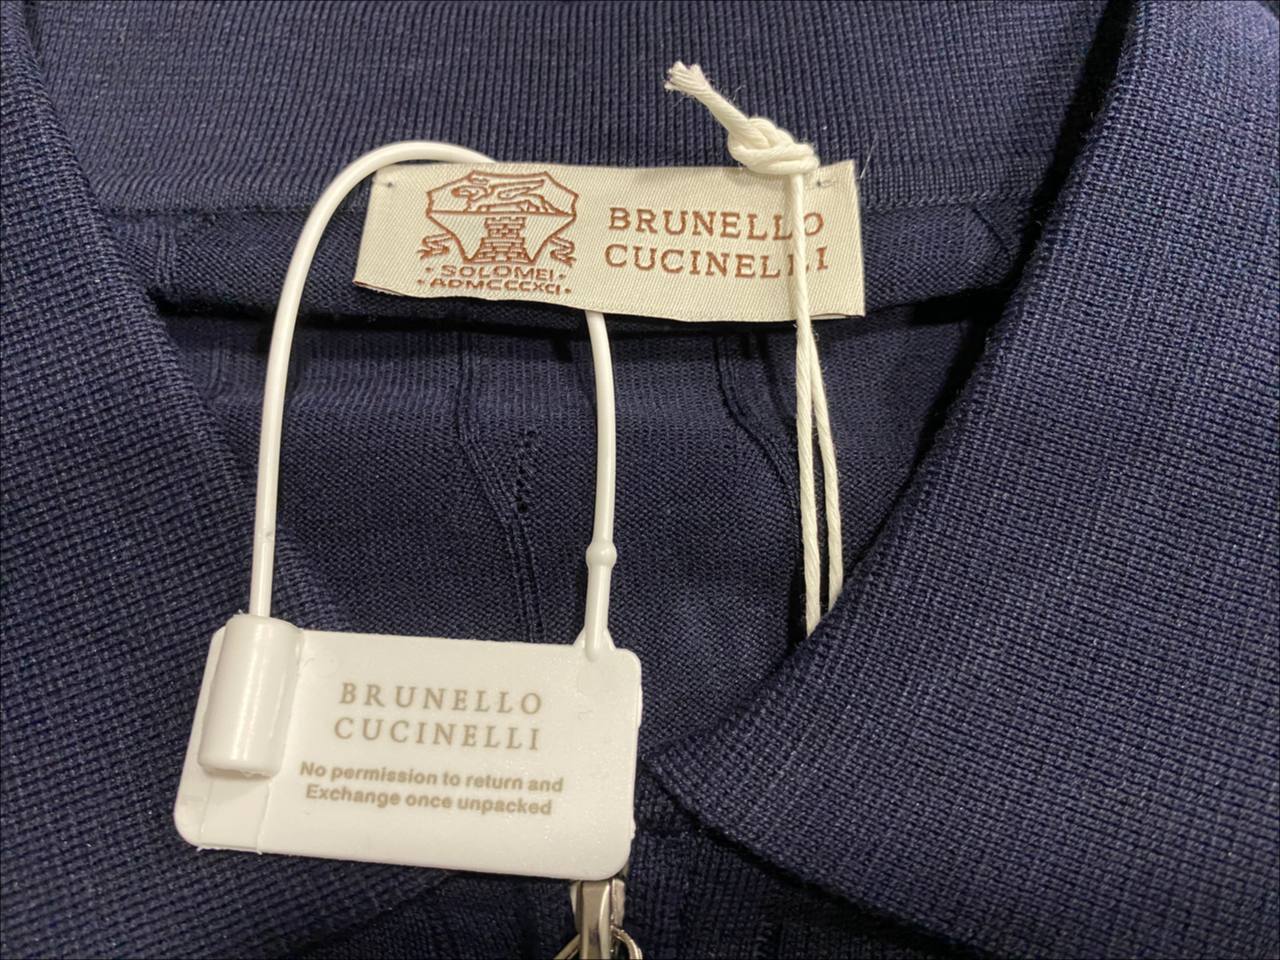 BRUNELLO
CUCINELLI
• SOLOMEI •
• ADMCCCXCI •
BRUNELLO
CUCINELLI
No permission to return and
Exchange once unpacked